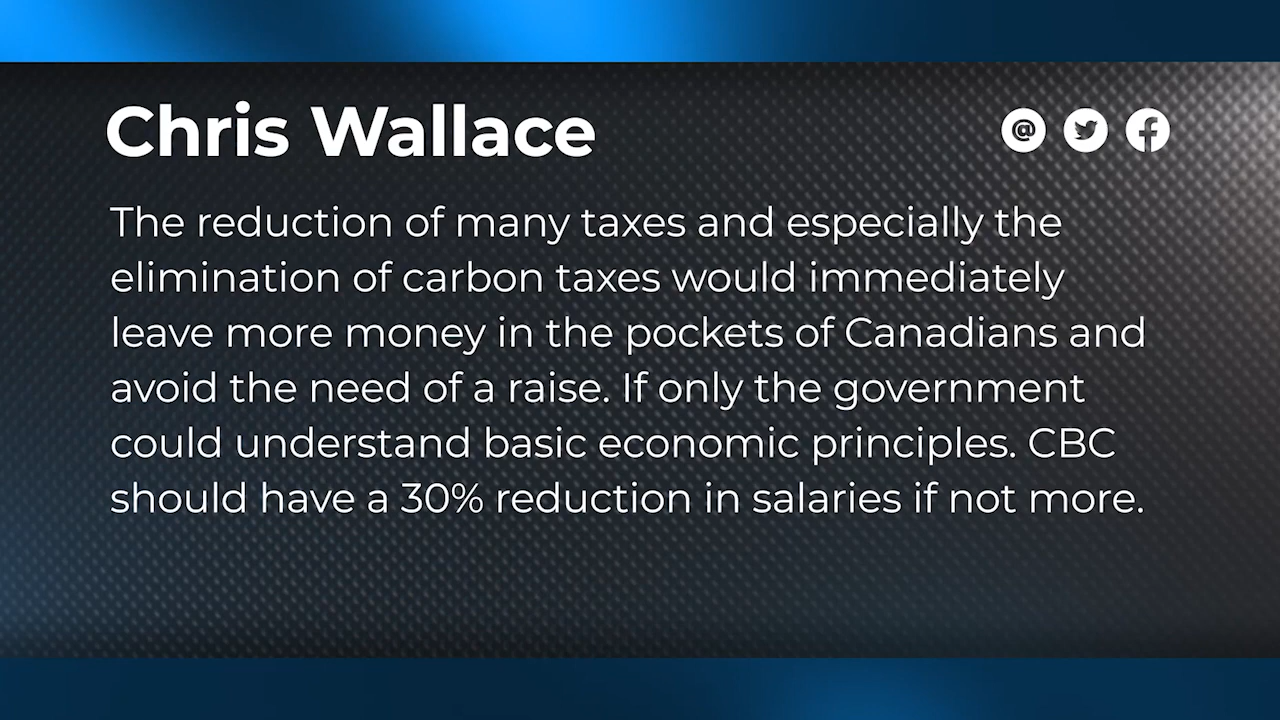 Chris Wallace
The reduction of many taxes and especially the
elimination of carbon taxes would immediately
leave more money in the pockets of Canadians and
avoid the need of a raise. If only the government
could understand basic economic principles. CBC
should have a 30% reduction in salaries if not more.